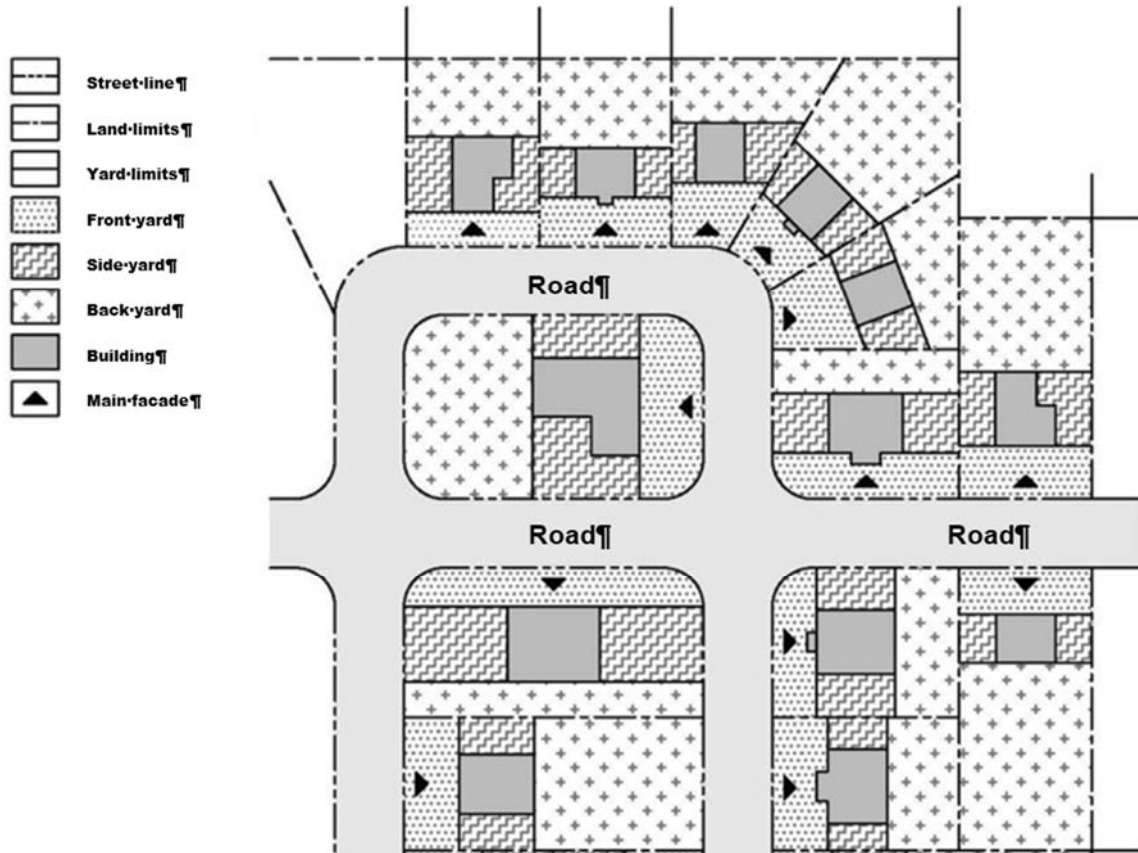 Street·line¶
Land·limits¶
Yard·limits¶
Front·yard¶
Side·yard¶
Back·yard¶
Building¶
Main·facade¶
Road¶
Road¶
Road¶